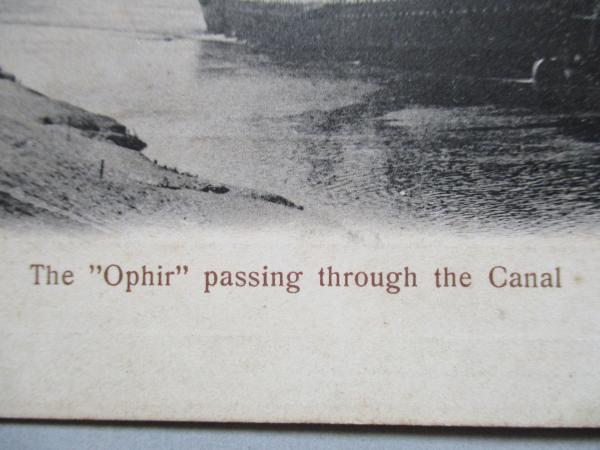 The "Ophir" passing through the Canal